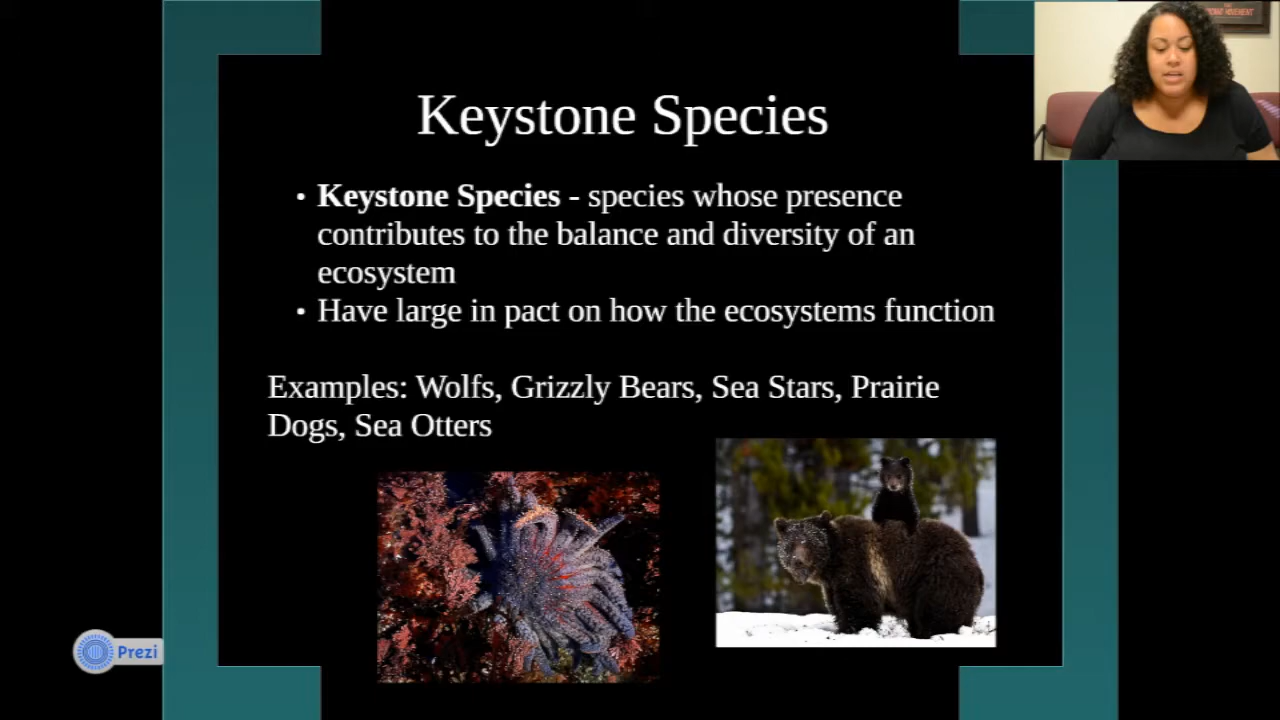 Keystone Species
• Keystone Species - species whose presence
contributes to the balance and diversity of an
ecosystem
• Have large in pact on how the ecosystems function
Examples: Wolfs, Grizzly Bears, Sea Stars, Prairie
Dogs, Sea Otters
Prezi